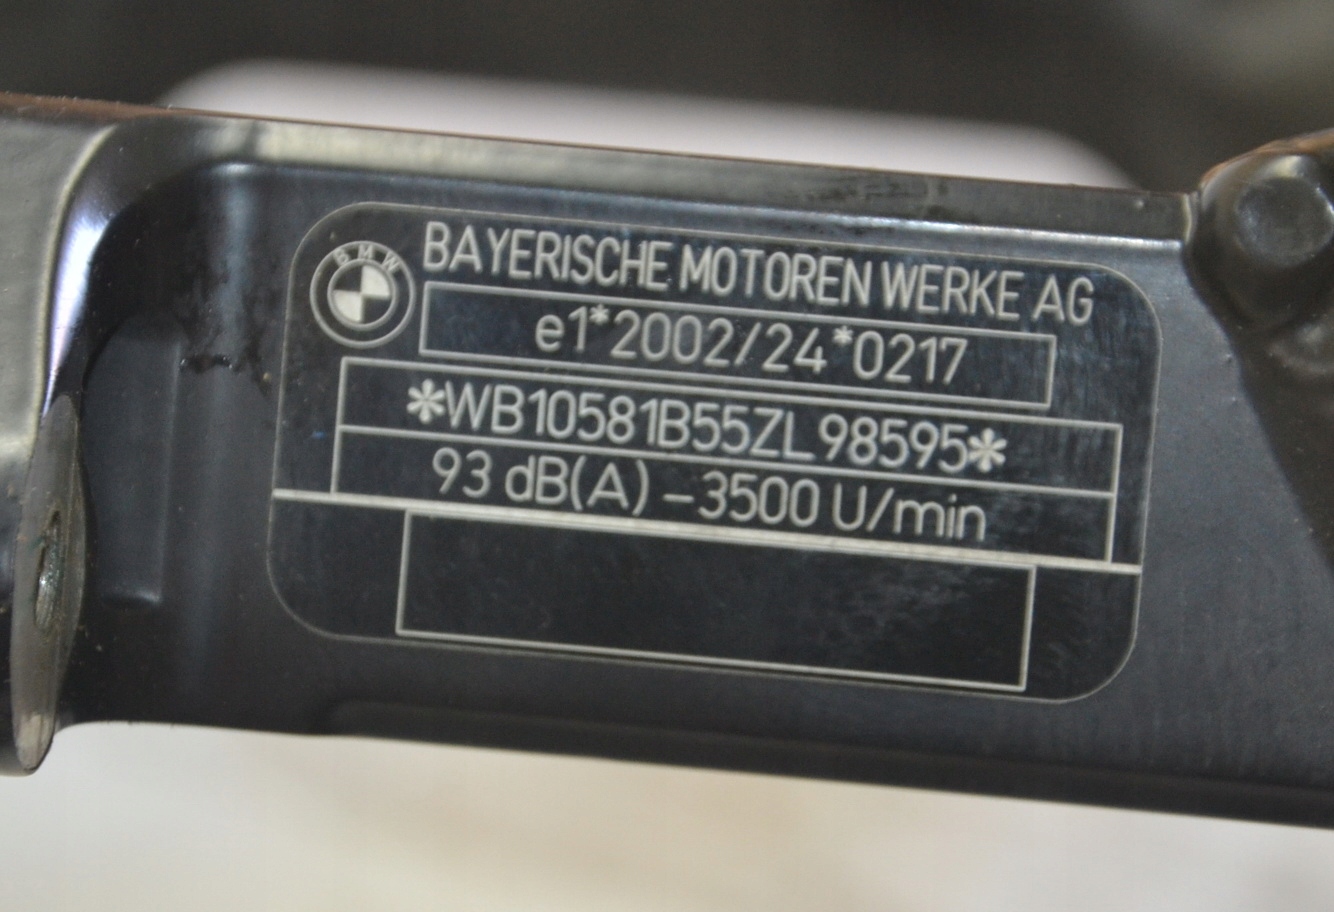 BMW
BAYERISCHE MOTOREN WERKE AG
e1*2002/24*0217
*WB10581B55ZL98595*
93 dB(A) – 3500 U/min